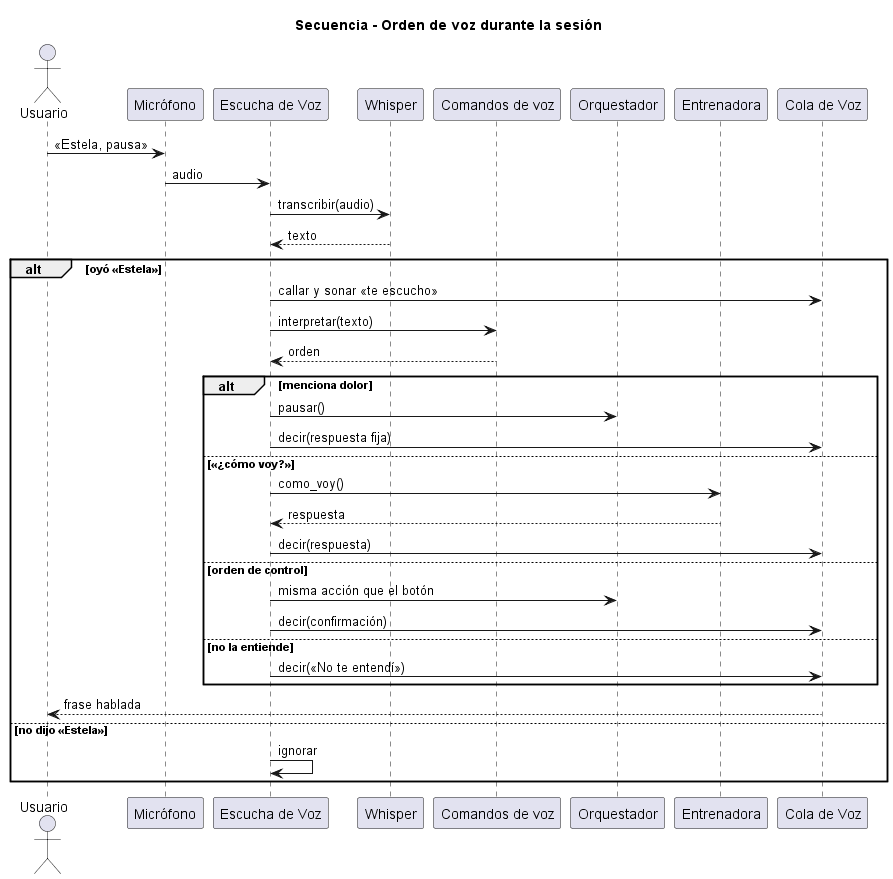 Secuencia - Orden de voz durante la sesión
Usuario
Micrófono
Escucha de Voz
Whisper
Comandos de voz
Orquestador
Entrenadora
Cola de Voz
«Estela, pausa»
audio
transcribir(audio)
texto
alt
[oyó «Estela»]
callar y sonar «te escucho»
interpretar(texto)
orden
alt
[menciona dolor]
pausar()
decir(respuesta fija)
[«¿cómo voy?»]
como_voy()
respuesta
decir(respuesta)
[orden de control]
misma acción que el botón
decir(confirmación)
[no la entiende]
decir(«No te entendí»)
frase hablada
[no dijo «Estela»]
ignorar
Usuario
Micrófono
Escucha de Voz
Whisper
Comandos de voz
Orquestador
Entrenadora
Cola de Voz